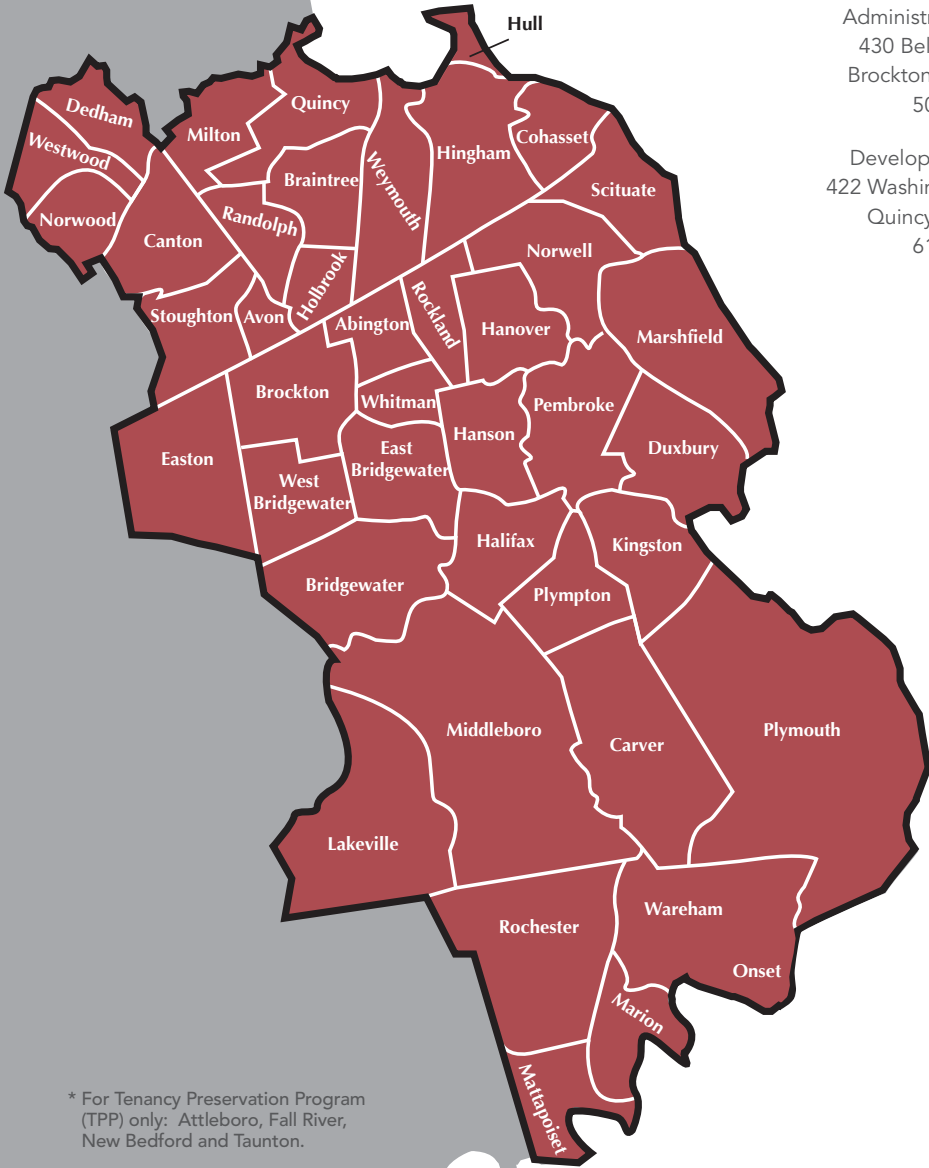 Hull
Administr
430 Bel
Brockton
50
Develop
422 Washin
Quincy
61
Dedham
Westwood
Norwood
Milton
Quincy
Canton
Braintree
Randolph
Weymouth
Hingham
Cohasset
Scituate
Norwell
Holbrook
Stoughton
Avon
Abington
Rockland
Hanover
Marshfield
Brockton
Whitman
Pembroke
Easton
Hanson
Duxbury
East
Bridgewater
West
Bridgewater
Halifax
Kingston
Bridgewater
Plympton
Middleboro
Carver
Plymouth
Lakeville
Rochester
Wareham
Onset
Marion
Mattapoiset
* For Tenancy Preservation Program
(TPP) only: Attleboro, Fall River,
New Bedford and Taunton.